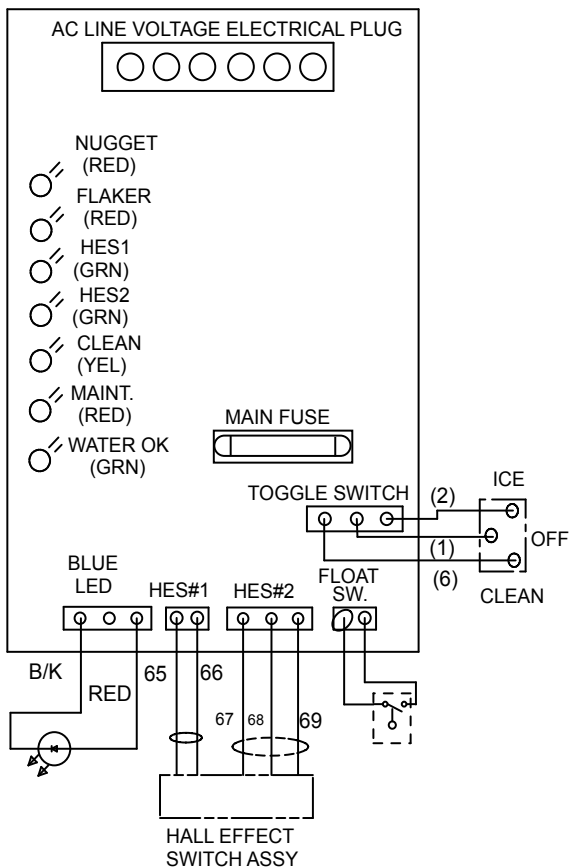 AC LINE VOLTAGE ELECTRICAL PLUG
NUGGET
(RED)
FLAKER
(RED)
HES1
(GRN)
HES2
(GRN)
CLEAN
(YEL)
MAINT.
(RED)
WATER OK
(GRN)
MAIN FUSE
TOGGLE SWITCH
(2)
ICE
OFF
(1)
(6)
CLEAN
BLUE
LED
HES#1
HES#2
FLOAT
SW.
B/K
RED
65
66
67
68
69
HALL EFFECT
SWITCH ASSY